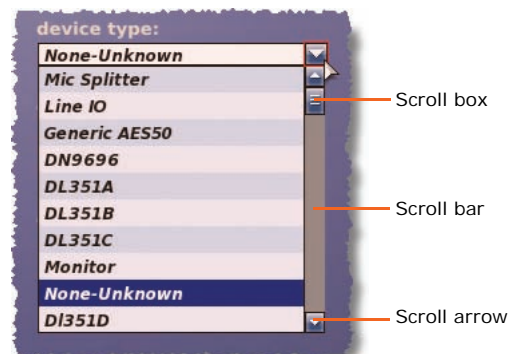 device type:
None-Unknown
Mic Splitter
Line IO
Generic AES50
DN9696
DL351A
DL351B
DL351C
Monitor
None-Unknown
Dl351D
Scroll box
Scroll bar
Scroll arrow